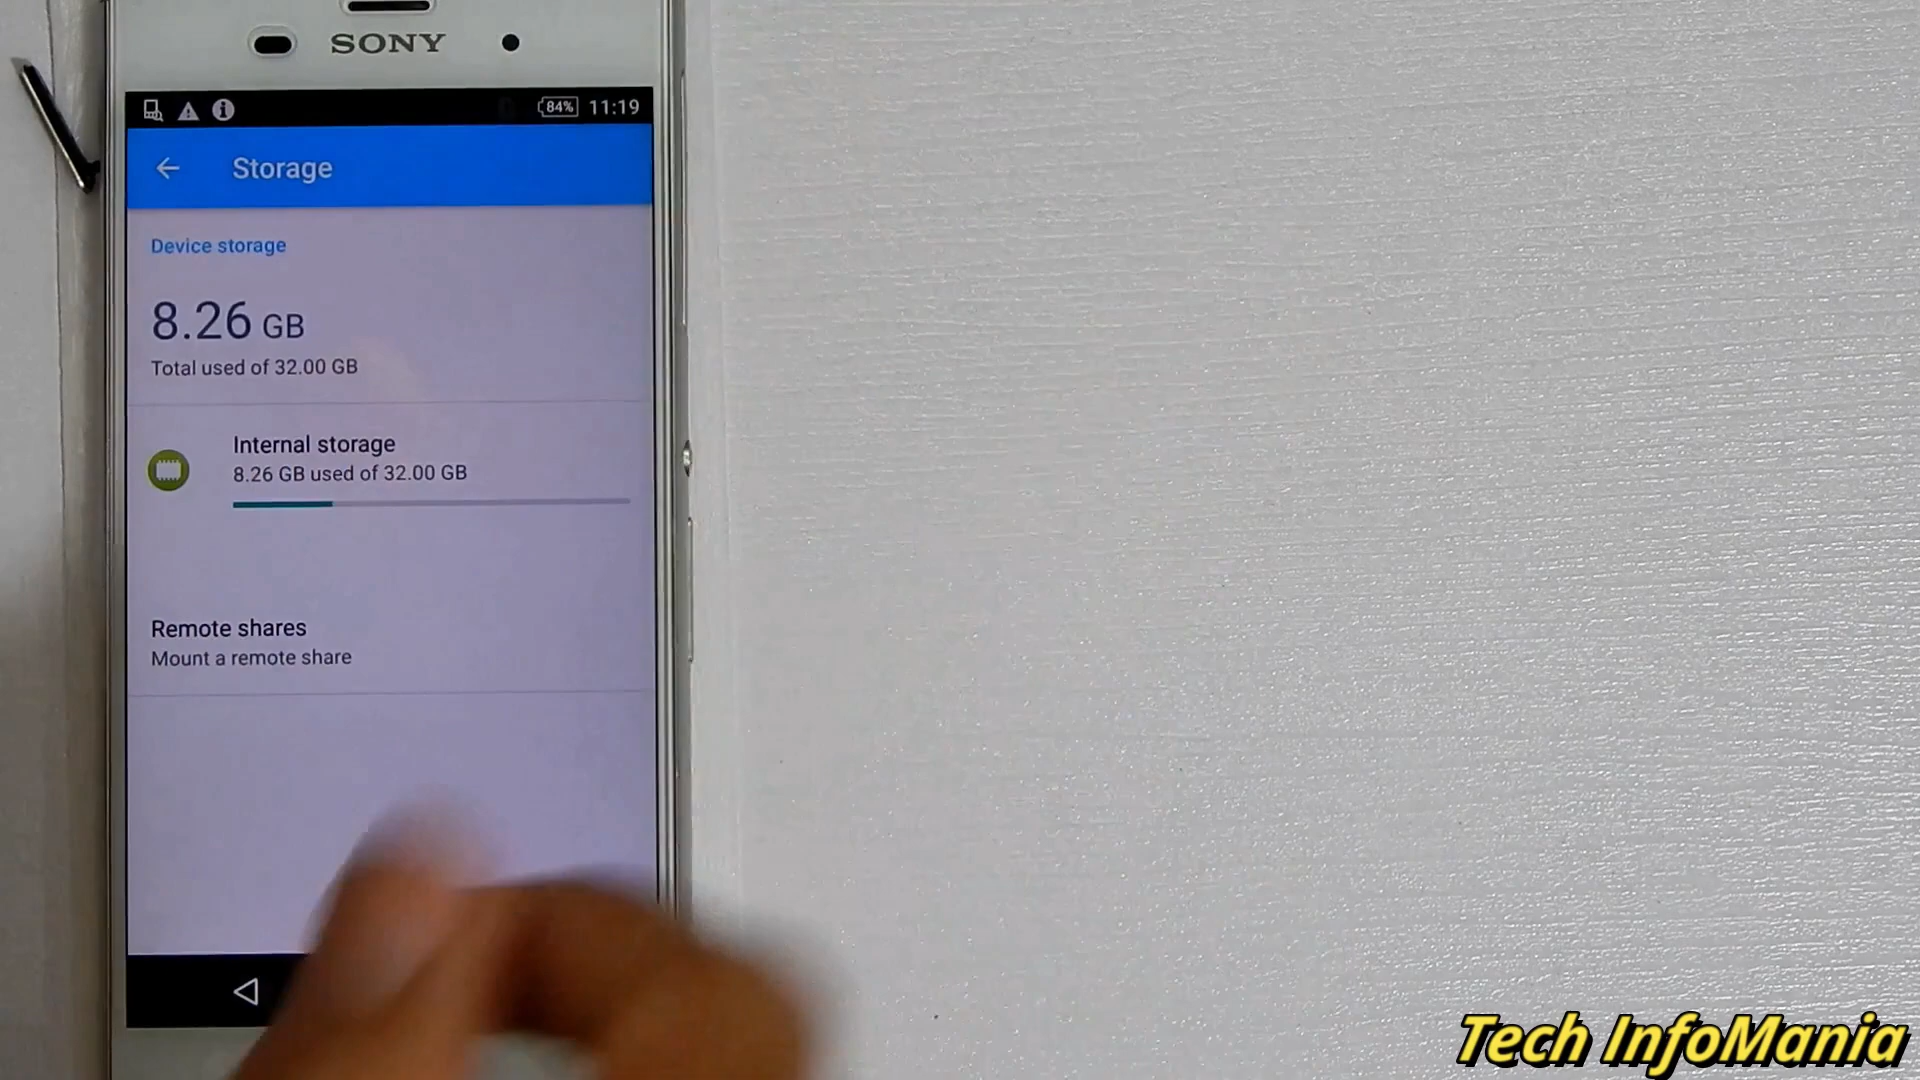 SONY
84% 11:19
Storage
Device storage
8.26 GB
Total used of 32.00 GB
Internal storage
8.26 GB used of 32.00 GB
Remote shares
Mount a remote share
Tech InfoMania